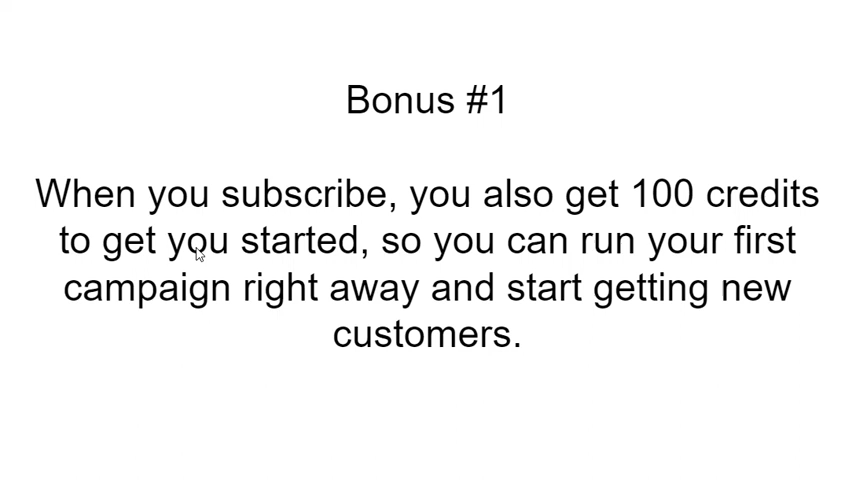 Bonus #1
When you subscribe, you also get 100 credits
to get you started, so you can run your first
campaign right away and start getting new
customers.